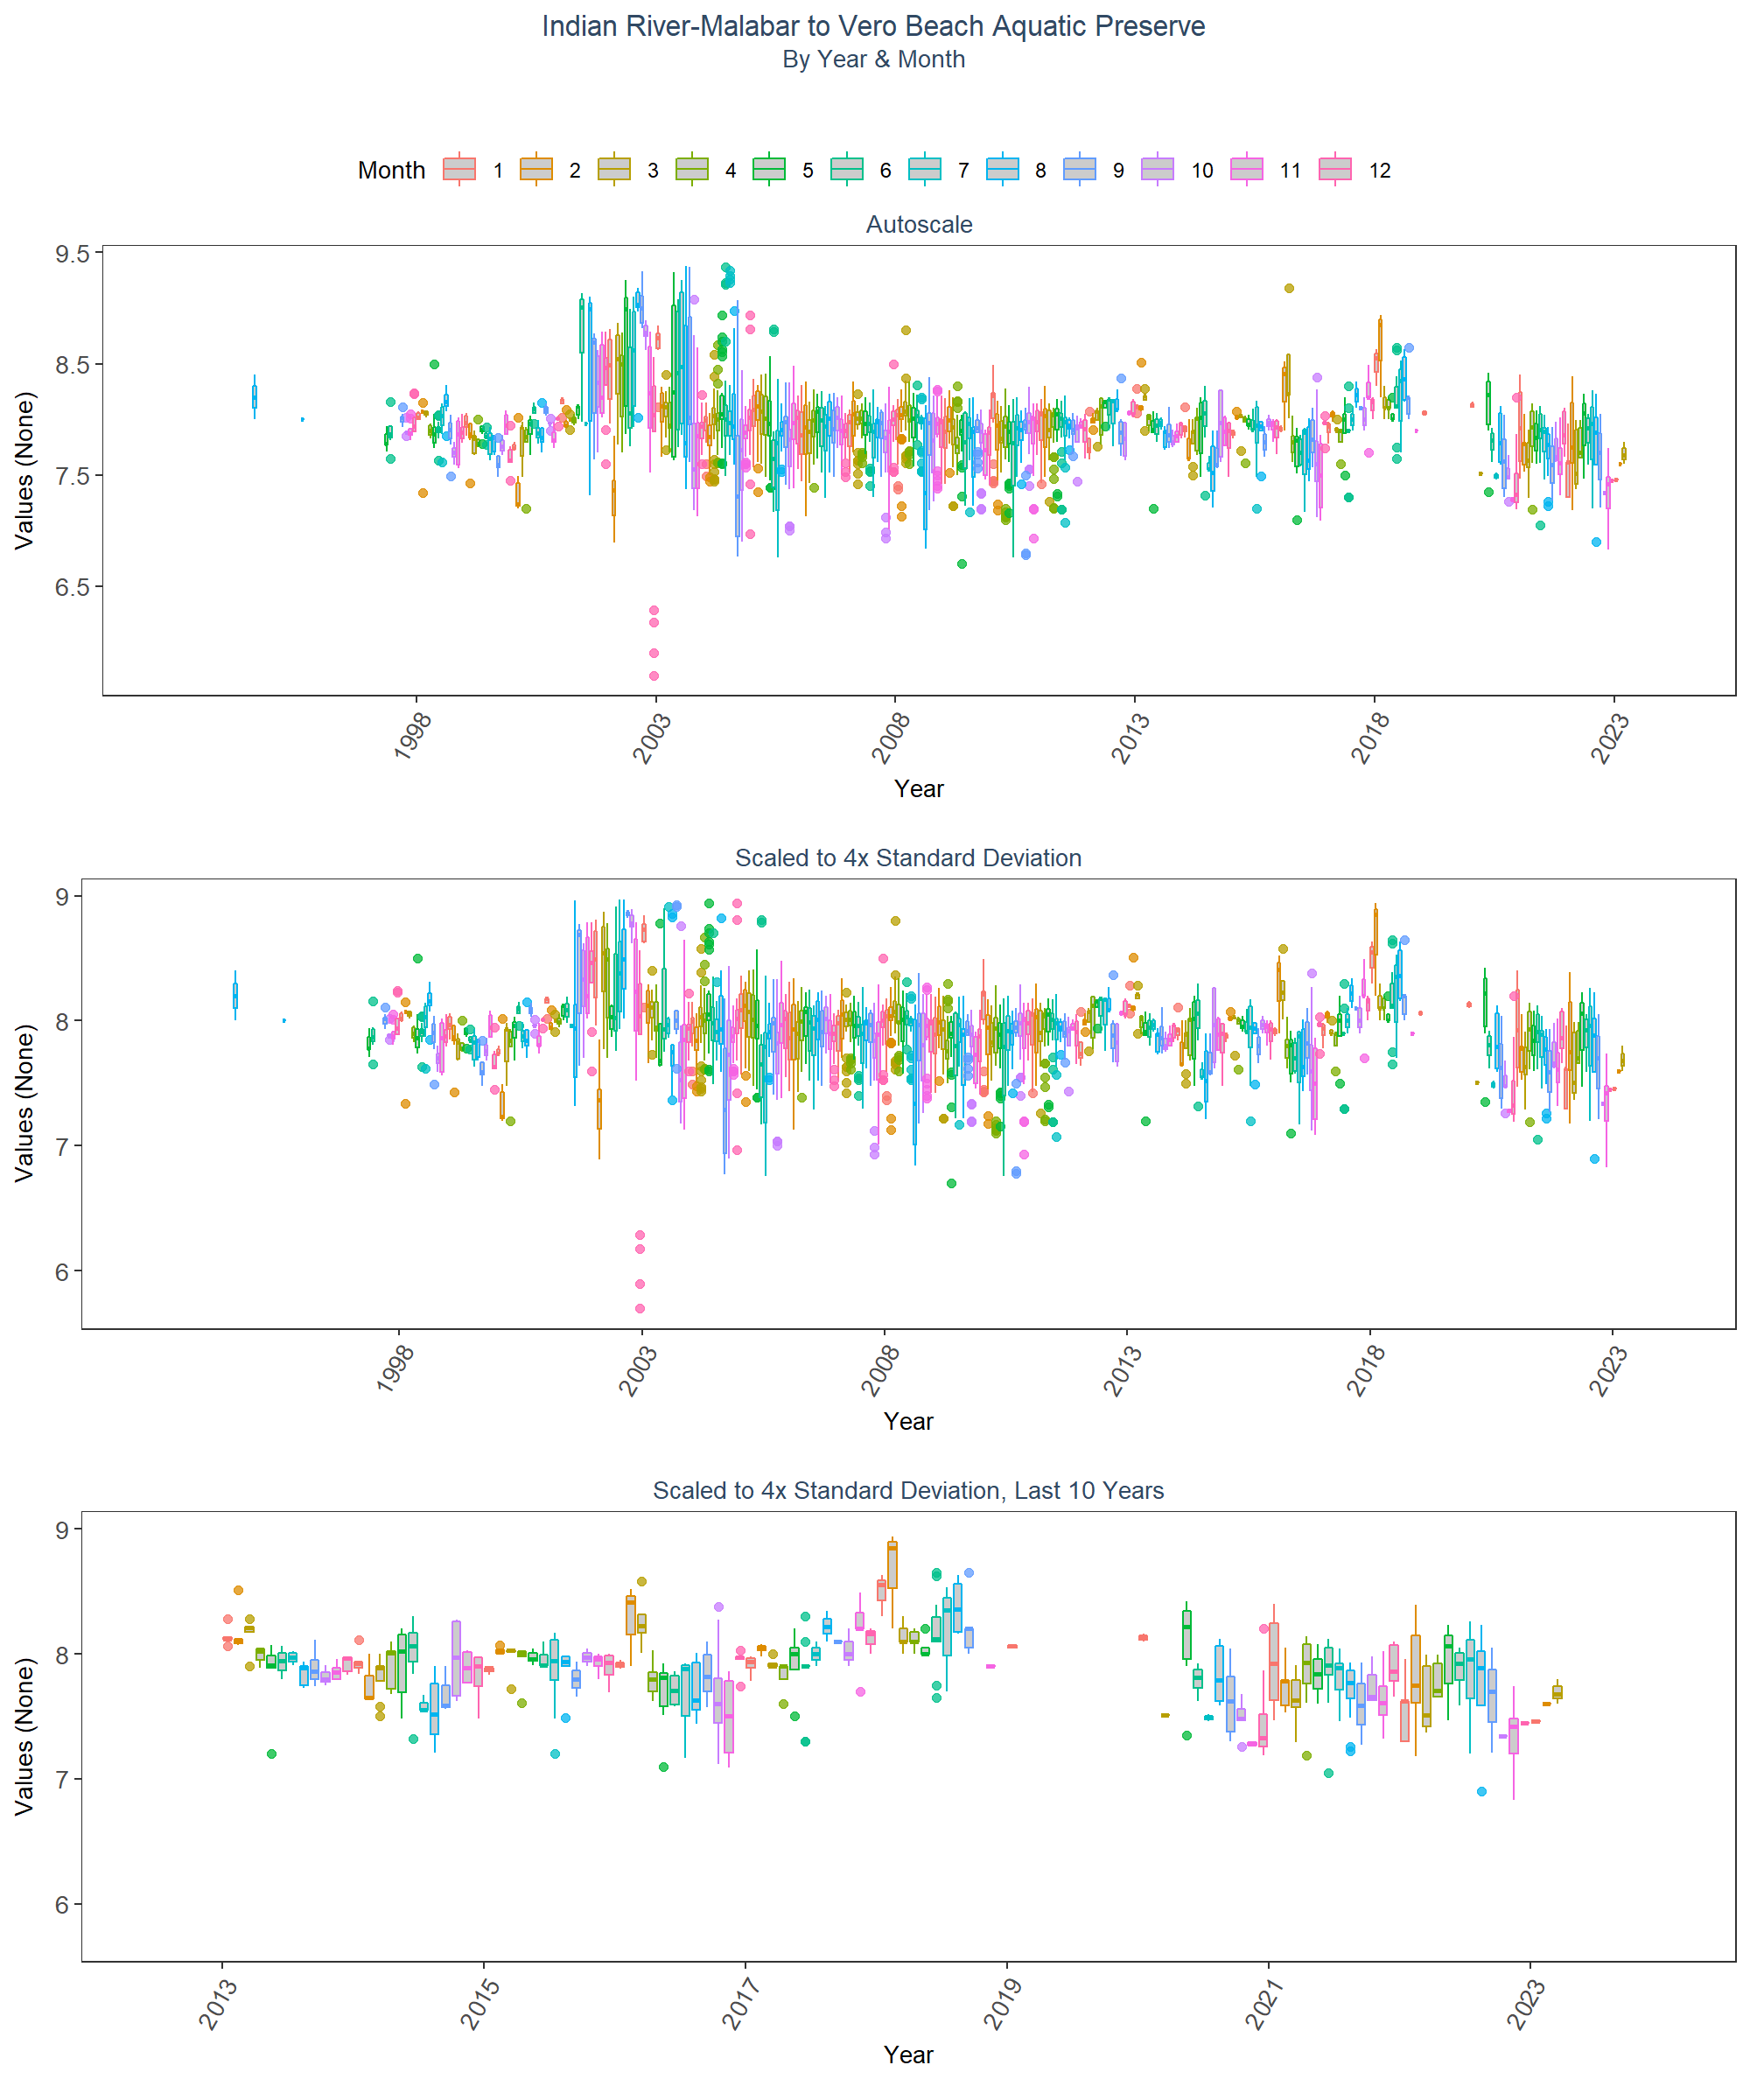 Indian River-Malabar to Vero Beach Aquatic Preserve
By Year & Month
Month 1 2 3 4 5 6 7 8 9 10 11 12
Autoscale
9.5
8.5
7.5
6.5
Values (None)
1998 2003 2008 2013 2018 2023
Year
Scaled to 4x Standard Deviation
9
8
7
6
Values (None)
1998 2003 2008 2013 2018 2023
Year
Scaled to 4x Standard Deviation, Last 10 Years
9
8
7
6
Values (None)
2013 2015 2017 2019 2021 2023
Year